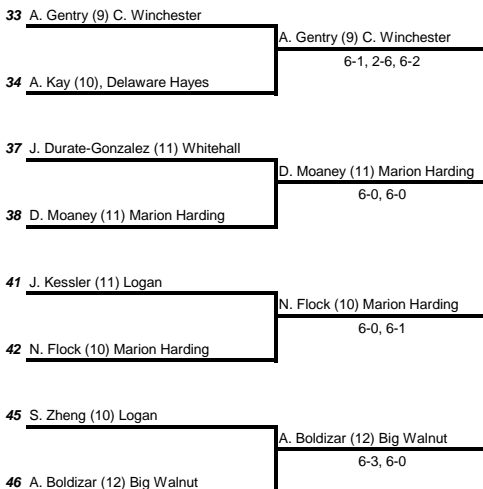 33 A. Gentry (9) C. Winchester
A. Gentry (9) C. Winchester
6-1, 2-6, 6-2
34 A. Kay (10), Delaware Hayes
37 J. Durate-Gonzalez (11) Whitehall
D. Moaney (11) Marion Harding
6-0, 6-0
38 D. Moaney (11) Marion Harding
41 J. Kessler (11) Logan
N. Flock (10) Marion Harding
6-0, 6-1
42 N. Flock (10) Marion Harding
45 S. Zheng (10) Logan
A. Boldizar (12) Big Walnut
6-3, 6-0
46 A. Boldizar (12) Big Walnut